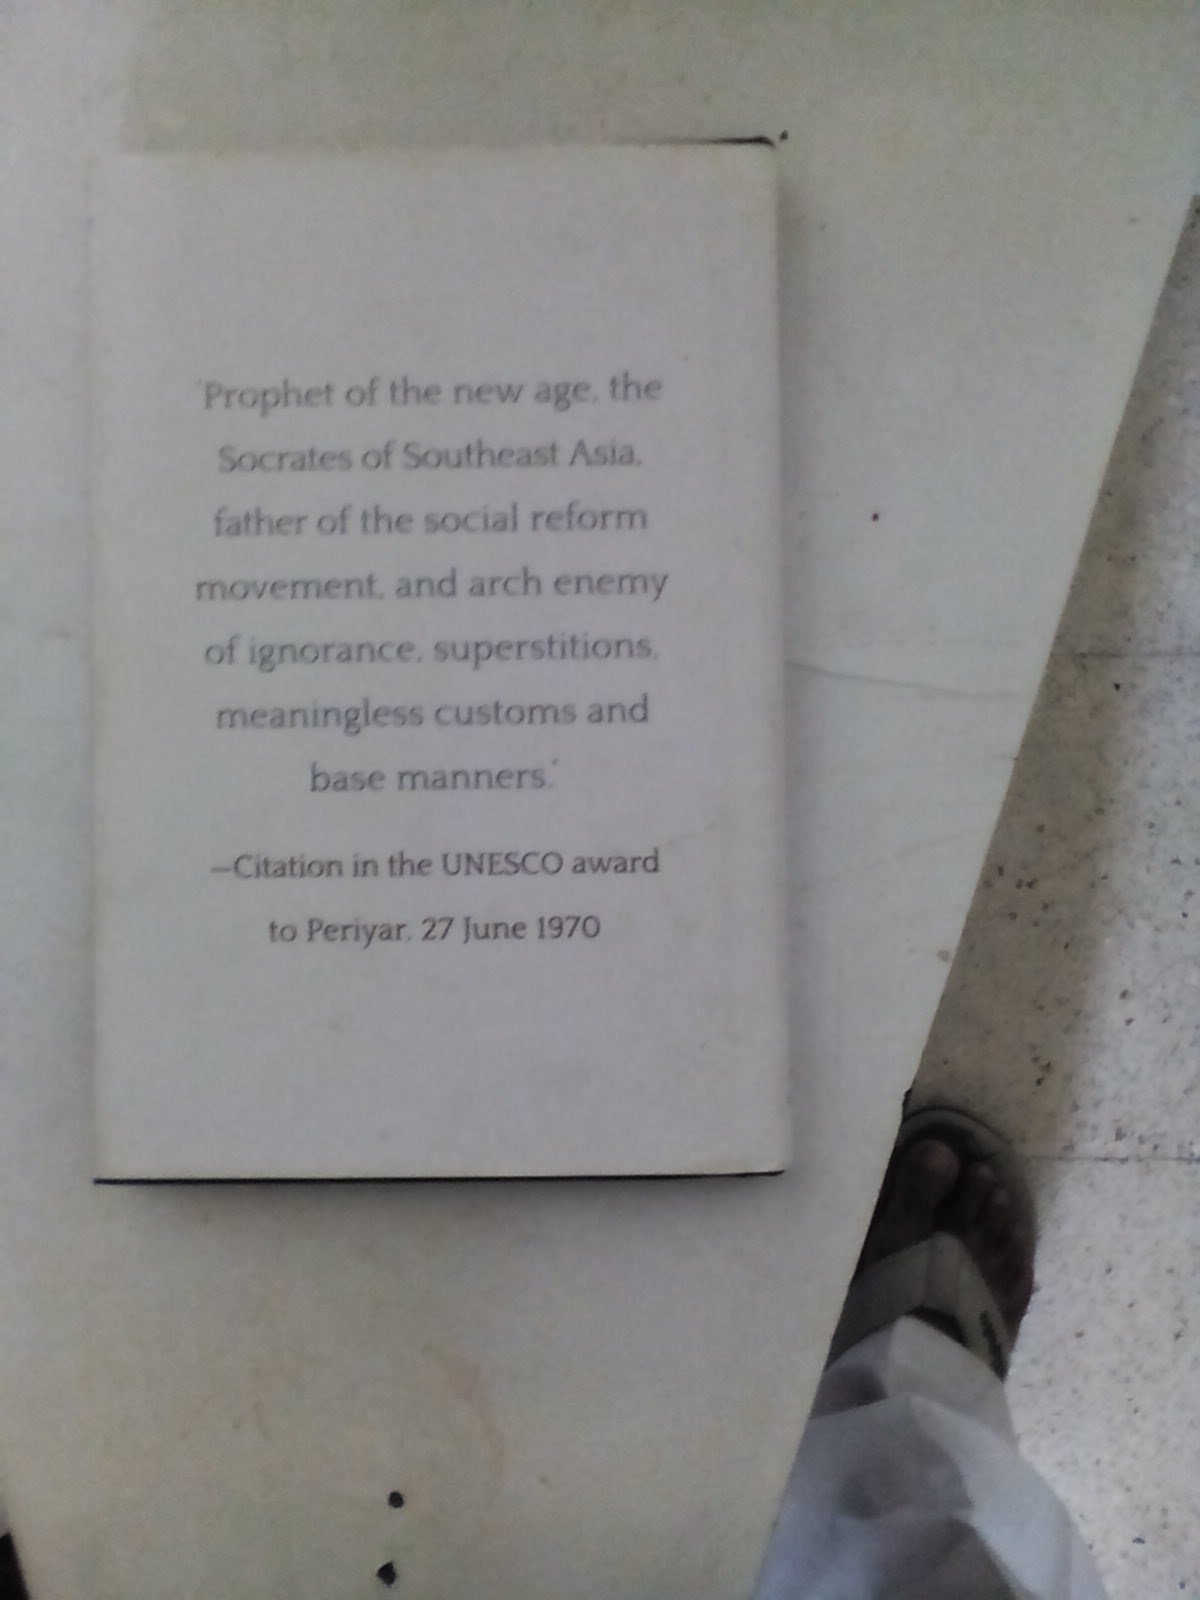 ‘Prophet of the new age, the
Socrates of Southeast Asia,
father of the social reform
movement, and arch enemy
of ignorance, superstitions,
meaningless customs and
base manners.’
—Citation in the UNESCO award
to Periyar, 27 June 1970